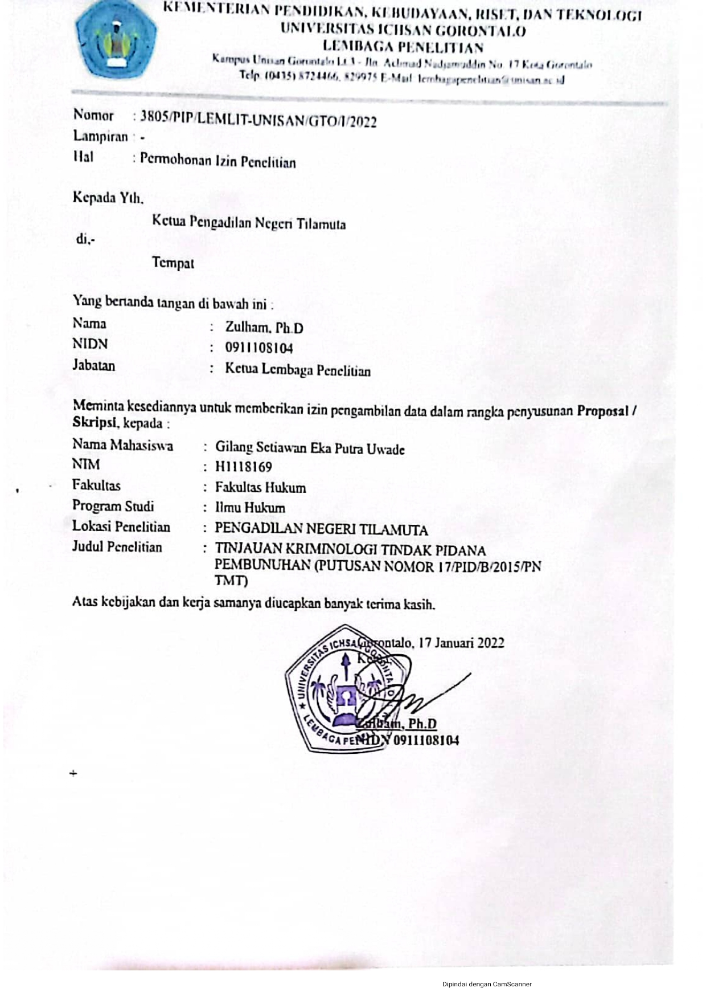 KEMENTERIAN PENDIDIKAN, KEBUDAYAAN, RISET, DAN TEKNOLOGI
UNIVERSITAS ICHSAN GORONTALO
LEMBAGA PENELITIAN
Kampus Unisan Gorontalo Lt.3 - Jln. Achmad Nadjamuddin No. 17 Kota Gorontalo
Telp. (0435) 8724466, 829975 E-Mail lembagapenelitian@unisan.ac.id
Nomor : 3805/PIP/LEMLIT-UNISAN/GTO/I/2022
Lampiran : -
Hal : Permohonan Izin Penelitian
Kepada Yth.
Ketua Pengadilan Negeri Tilamuta
di,-
Tempat
Yang bertanda tangan di bawah ini :
Nama : Zulham, Ph.D
NIDN : 0911108104
Jabatan : Ketua Lembaga Penelitian
Meminta kesediannya untuk memberikan izin pengambilan data dalam rangka penyusunan Proposal /
Skripsi, kepada :
Nama Mahasiswa : Gilang Setiawan Eka Putra Uwade
NIM : H1118169
Fakultas : Fakultas Hukum
Program Studi : Ilmu Hukum
Lokasi Penelitian : PENGADILAN NEGERI TILAMUTA
Judul Penelitian : TINJAUAN KRIMINOLOGI TINDAK PIDANA
PEMBUNUHAN (PUTUSAN NOMOR 17/PID/B/2015/PN
TMT)
Atas kebijakan dan kerja samanya diucapkan banyak terima kasih.
Gorontalo, 17 Januari 2022
Ketua
UNIVERSITAS ICHSAN GORONTALO
LEMBAGA PENELITIAN
Zulham, Ph.D
NIDN 0911108104
+
Dipindai dengan CamScanner